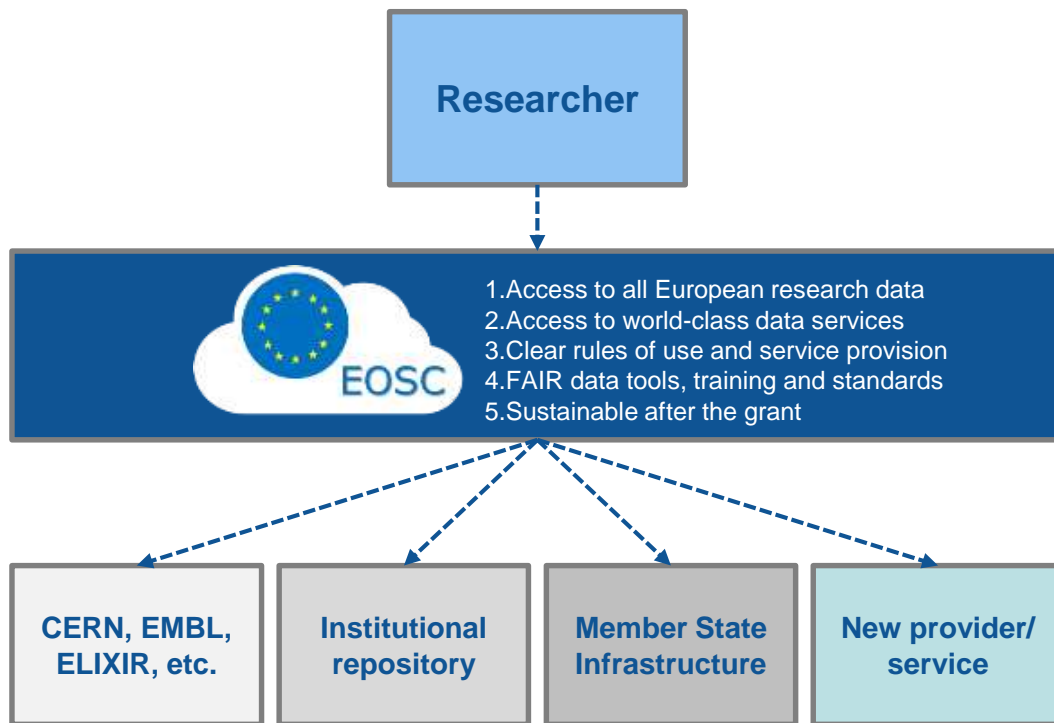 Researcher
EOSC
1.Access to all European research data
2.Access to world-class data services
3.Clear rules of use and service provision
4.FAIR data tools, training and standards
5.Sustainable after the grant
CERN, EMBL,
ELIXIR, etc.
Institutional
repository
Member State
Infrastructure
New provider/
service